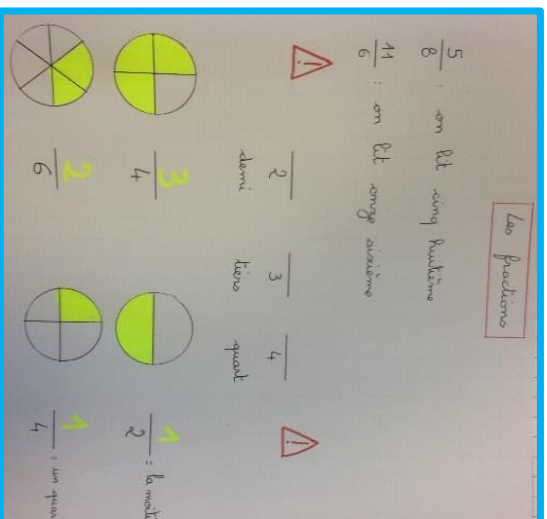 Les fractions
5/8 : on lit cinq huitième
11/6 : on lit onze sixième
/2 /3 /4
demi tiers quart
3/4 1/2 = la moiti
2/6 1/4 = un quar